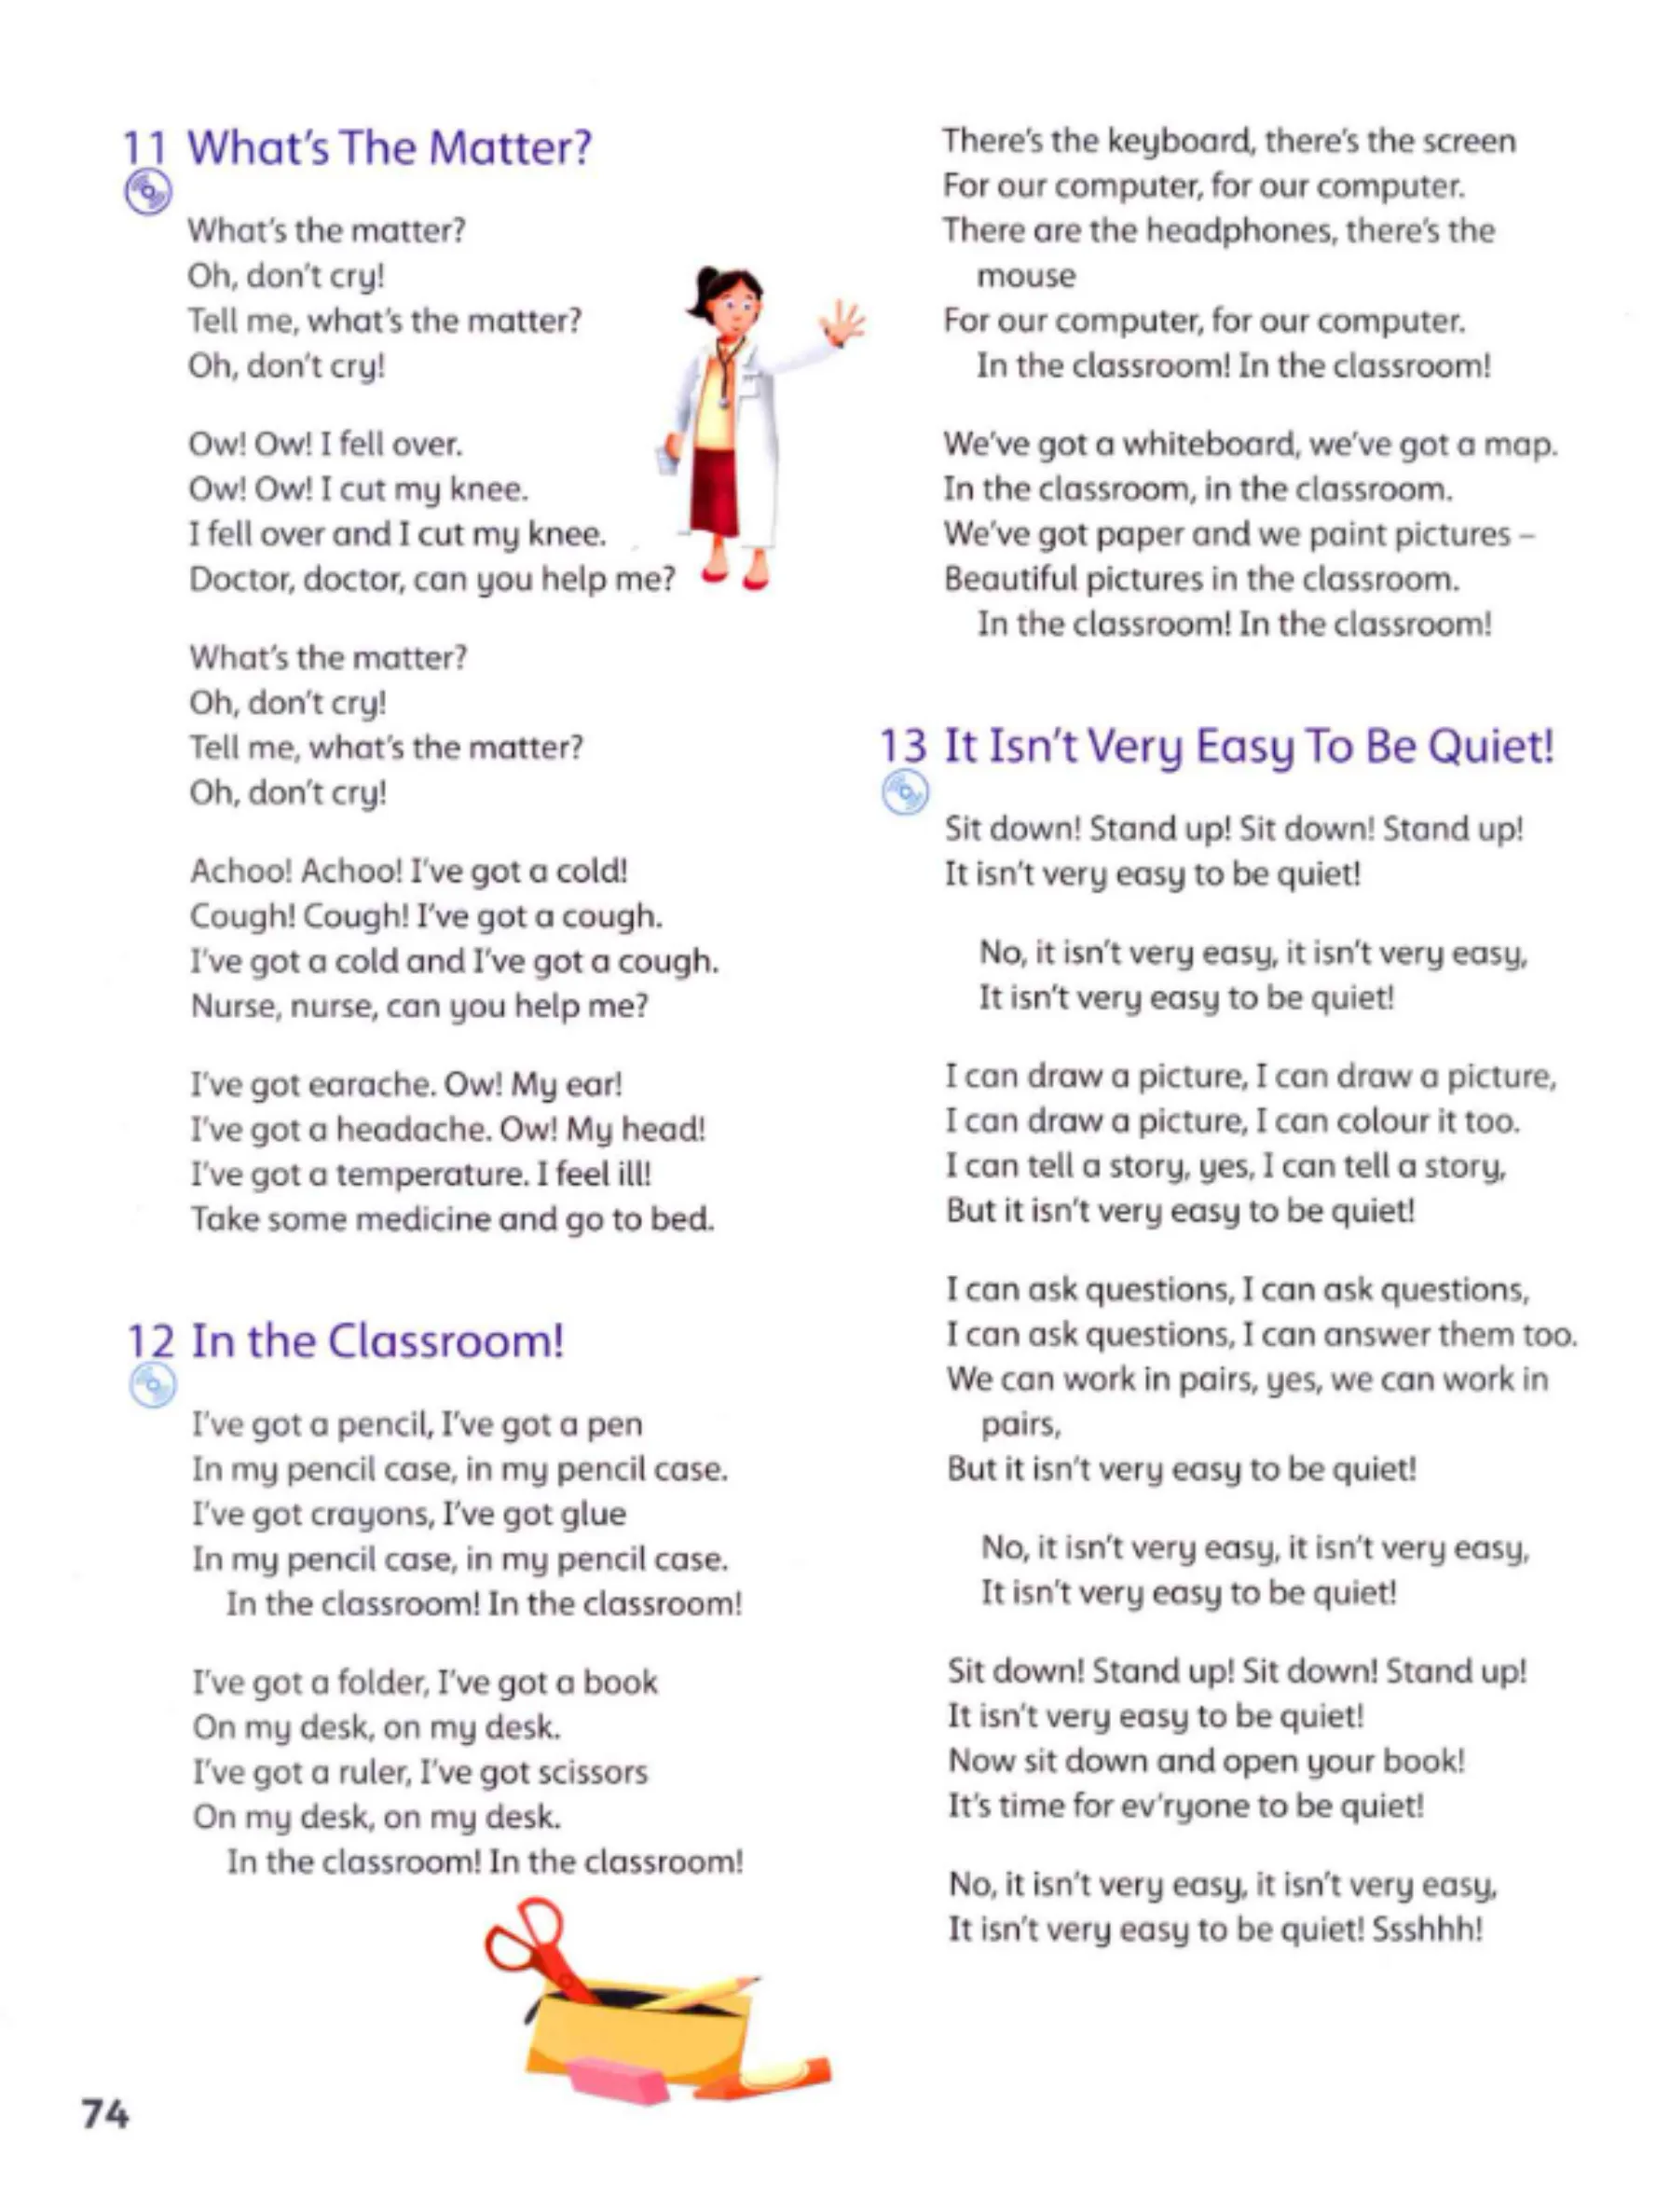 11 What's The Matter?
What's the matter?
Oh, don't cry!
Tell me, what's the matter?
Oh, don't cry!
Ow! Ow! I fell over.
Ow! Ow! I cut my knee.
I fell over and I cut my knee.
Doctor, doctor, can you help me?
What's the matter?
Oh, don't cry!
Tell me, what's the matter?
Oh, don't cry!
Achoo! Achoo! I've got a cold!
Cough! Cough! I've got a cough.
I've got a cold and I've got a cough.
Nurse, nurse, can you help me?
I've got earache. Ow! My ear!
I've got a headache. Ow! My head!
I've got a temperature. I feel ill!
Take some medicine and go to bed.
12 In the Classroom!
I've got a pencil, I've got a pen
In my pencil case, in my pencil case.
I've got crayons, I've got glue
In my pencil case, in my pencil case.
In the classroom! In the classroom!
I've got a folder, I've got a book
On my desk, on my desk.
I've got a ruler, I've got scissors
On my desk, on my desk.
In the classroom! In the classroom!
There's the keyboard, there's the screen
For our computer, for our computer.
There are the headphones, there's the
mouse
For our computer, for our computer.
In the classroom! In the classroom!
We've got a whiteboard, we've got a map.
In the classroom, in the classroom.
We've got paper and we paint pictures –
Beautiful pictures in the classroom.
In the classroom! In the classroom!
13 It Isn't Very Easy To Be Quiet!
Sit down! Stand up! Sit down! Stand up!
It isn't very easy to be quiet!
No, it isn't very easy, it isn't very easy,
It isn't very easy to be quiet!
I can draw a picture, I can draw a picture,
I can draw a picture, I can colour it too.
I can tell a story, yes, I can tell a story,
But it isn't very easy to be quiet!
I can ask questions, I can ask questions,
I can ask questions, I can answer them too.
We can work in pairs, yes, we can work in
pairs,
But it isn't very easy to be quiet!
No, it isn't very easy, it isn't very easy,
It isn't very easy to be quiet!
Sit down! Stand up! Sit down! Stand up!
It isn't very easy to be quiet!
Now sit down and open your book!
It's time for ev'ryone to be quiet!
No, it isn't very easy, it isn't very easy,
It isn't very easy to be quiet! Ssshhh!
74